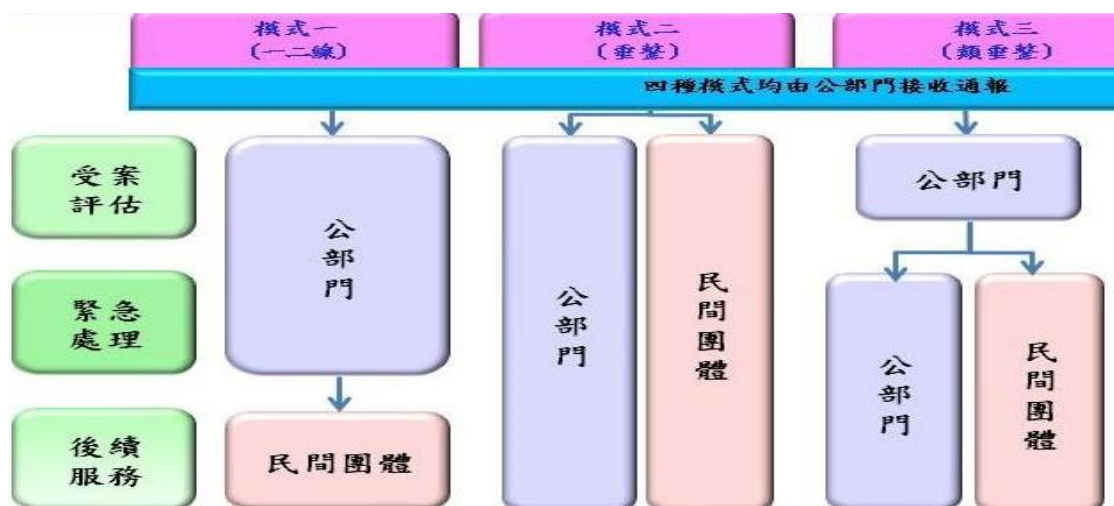 模式一
(一二線)
模式二
(垂整)
模式三
(類垂整)
四種模式均由公部門接收通報
受案
評估
緊急
處理
後續
服務
公
部
門
民間團體
公
部
門
民
間
團
體
公部門
公
部
門
民
間
團
體